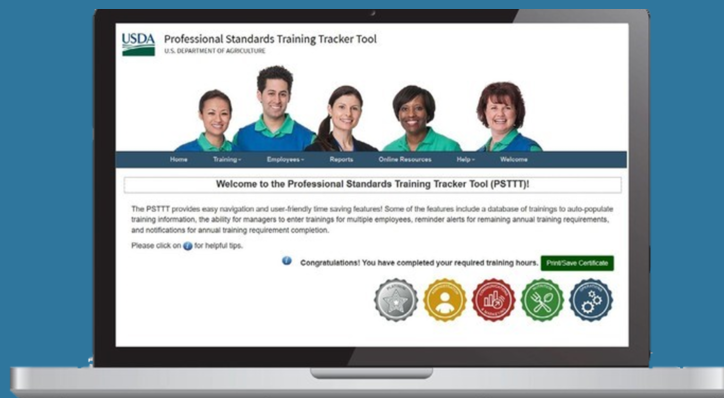 USDA
Professional Standards Training Tracker Tool
U.S. DEPARTMENT OF AGRICULTURE
Home Training Employees Reports Online Resources Help Welcome
Welcome to the Professional Standards Training Tracker Tool (PSTTT)!
The PSTTT provides easy navigation and user-friendly time saving features! Some of the features include a database of trainings to auto-populate
training information, the ability for managers to enter trainings for multiple employees, reminder alerts for remaining annual training requirements,
and notifications for annual training requirement completion.
Please click on i for helpful tips.
i Congratulations! You have completed your required training hours. Print/Save Certificate